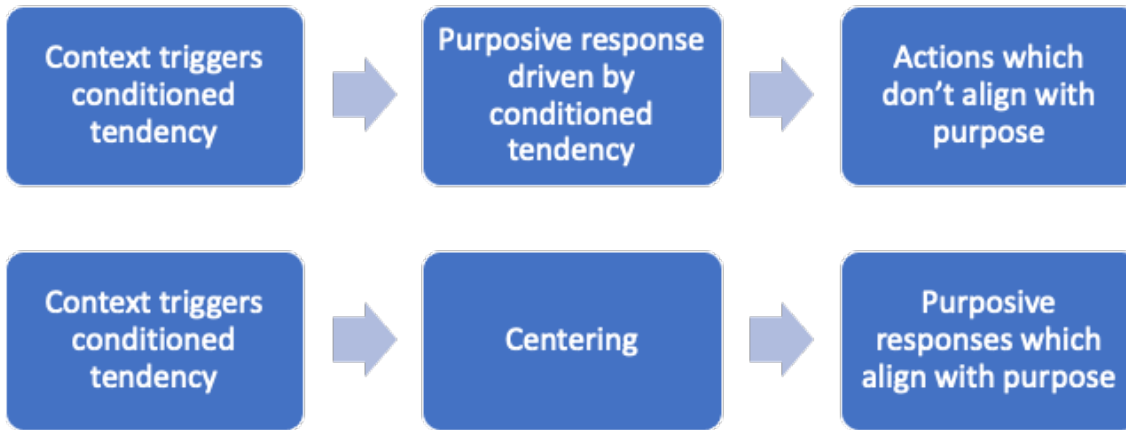 Context triggers
conditioned
tendency
Purposive response
driven by
conditioned
tendency
Actions which
don't align with
purpose
Context triggers
conditioned
tendency
Centering
Purposive
responses which
align with purpose